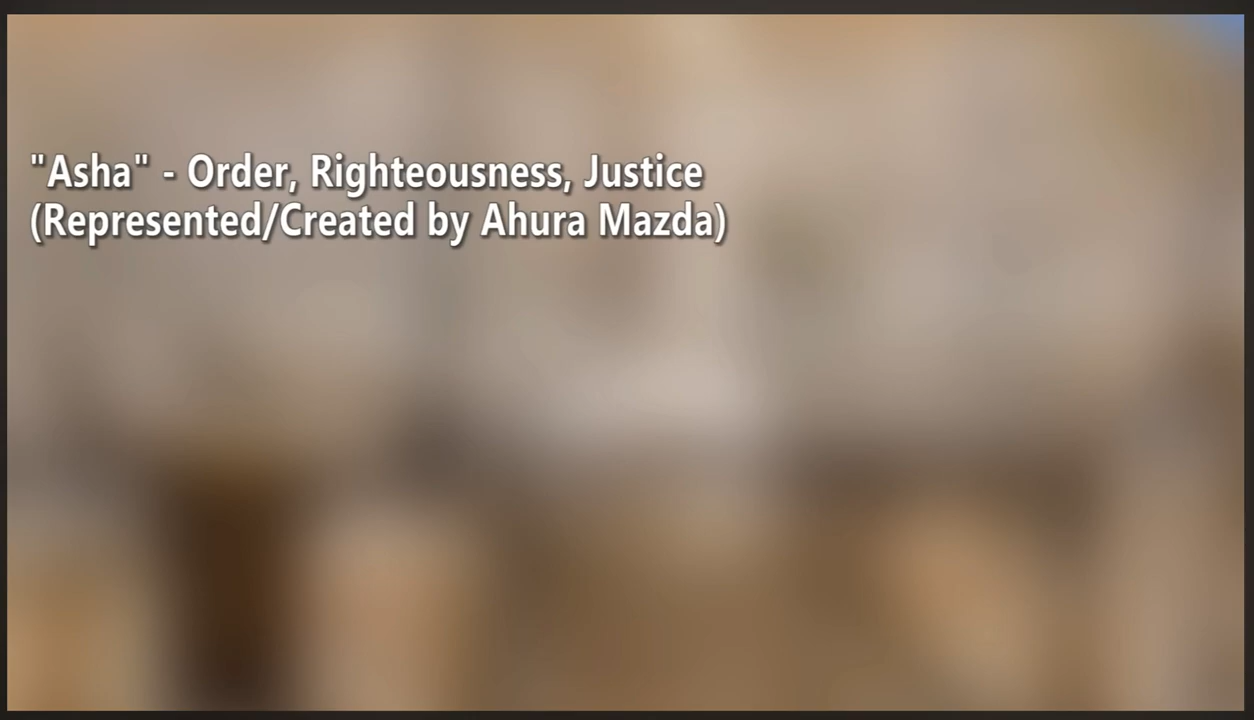 "Asha" - Order, Righteousness, Justice
(Represented/Created by Ahura Mazda)